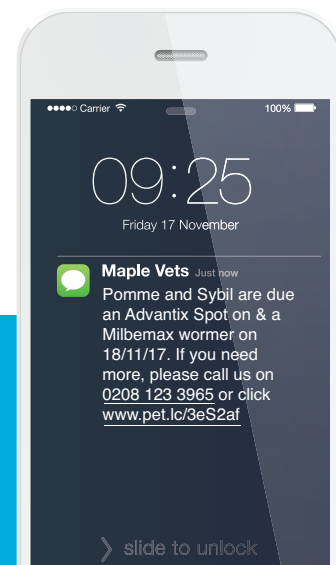 Carrier 100%
09:25
Friday 17 November
Maple Vets Just now
Pomme and Sybil are due
an Advantix Spot on & a
Milbemax wormer on
18/11/17. If you need
more, please call us on
0208 123 3965 or click
www.pet.lc/3eS2af
slide to unlock